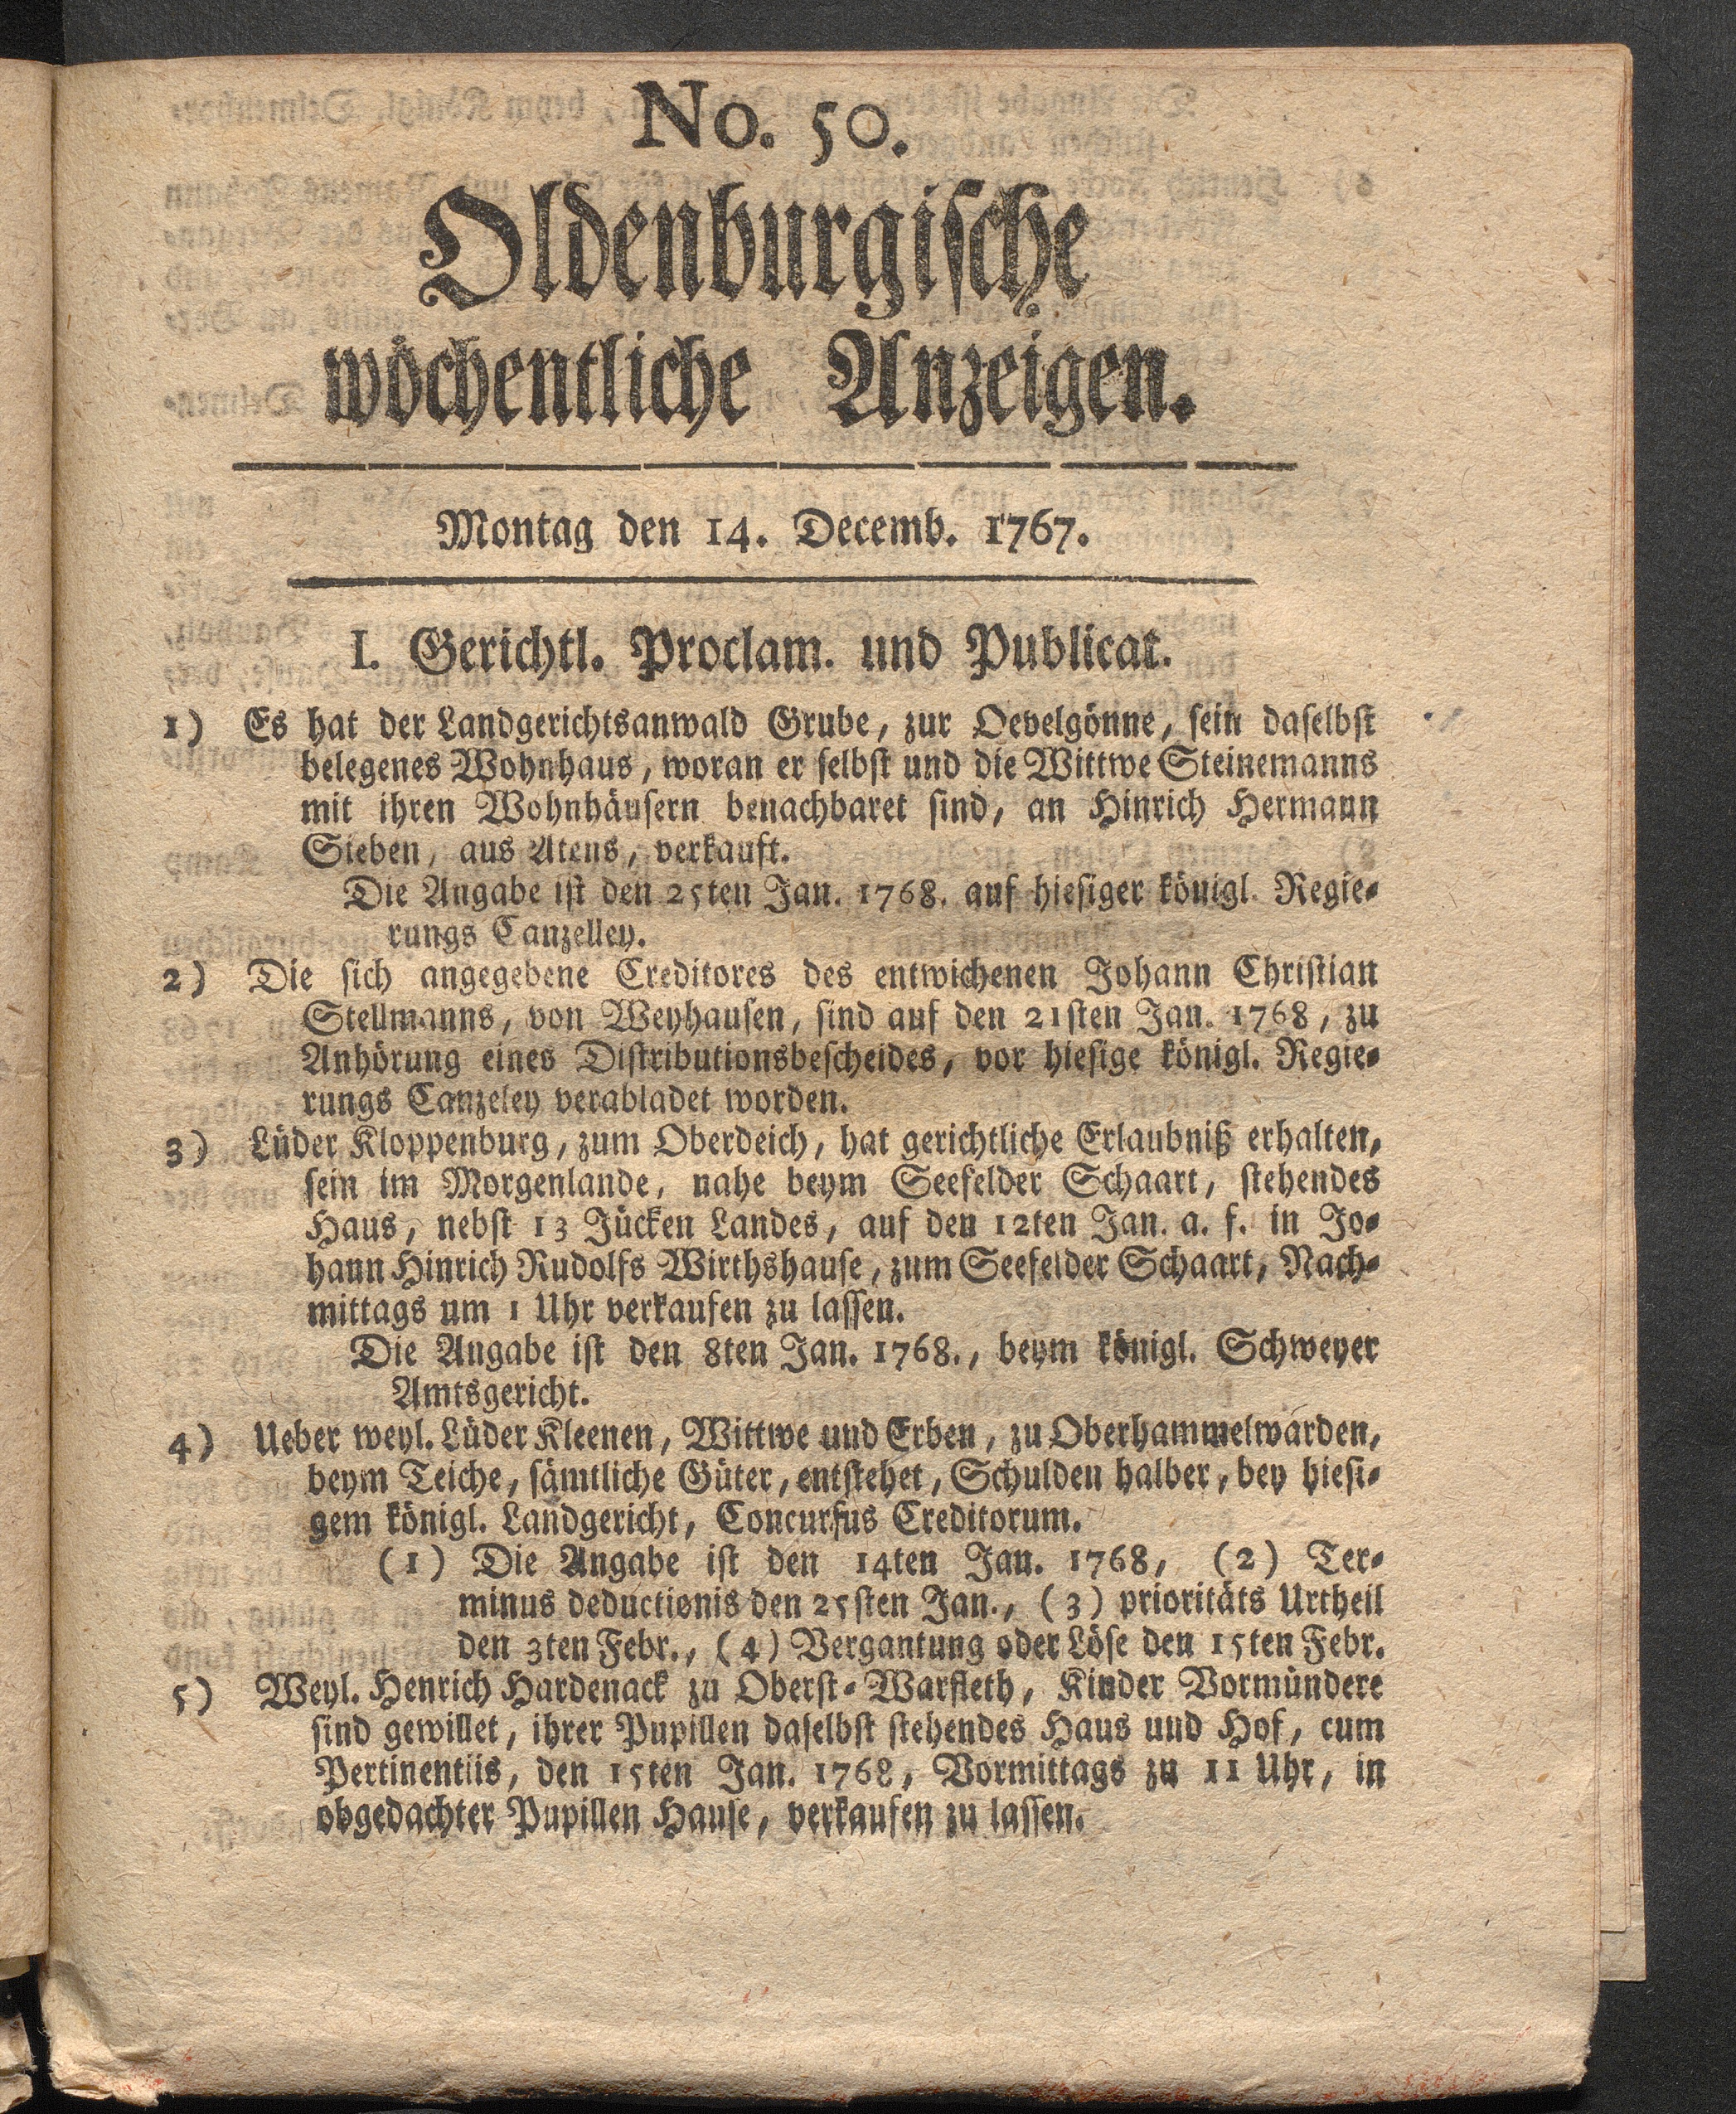 No. 50.
Oldenburgische
wöchentliche Anzeigen.
Montag den 14. Decemb. 1767.
I. Gerichtl. Proclam. und Publicat.
1) Es hat der Landgerichtsanwald Grube, zur Oevelgönne, sein daselbst
belegenes Wohnhaus, woran er selbst und die Wittwe Steinemanns
mit ihren Wohnhäusern benachbaret sind, an Hinrich Hermann
Sieben, aus Atens, verkauft.
Die Angabe ist den 25ten Jan. 1768. auf hiesiger königl. Regie-
rungs Canzelley.
2) Die sich angegebene Creditores des entwichenen Johann Christian
Stellmanns, von Weyhausen, sind auf den 21sten Jan. 1768, zu
Anhörung eines Distributionsbescheides, vor hiesige königl. Regie-
rungs Canzeley verabladet worden.
3) Lüder Kloppenburg, zum Oberdeich, hat gerichtliche Erlaubniß erhalten,
sein im Morgenlande, nahe beym Seefelder Schaart, stehendes
Haus, nebst 13 Jücken Landes, auf den 12ten Jan. a. f. in Jo-
hann Hinrich Rudolfs Wirthshause, zum Seefelder Schaart, Nach-
mittags um 1 Uhr verkaufen zu lassen.
Die Angabe ist den 8ten Jan. 1768., beym königl. Schweyer
Amtsgericht.
4) Ueber weyl. Lüder Kleenen, Wittwe und Erben, zu Oberhammelwarden,
beym Teiche, sämtliche Güter, entstehet, Schulden halber, bey hiesi-
gem königl. Landgericht, Concursus Creditorum.
(1) Die Angabe ist den 14ten Jan. 1768, (2) Ter-
minus deductionis den 25sten Jan., (3) prioritäts Urtheil
den 3ten Febr., (4) Vergantung oder Löse den 15ten Febr.
5) Weyl. Henrich Hardenack zu Oberst-Warfleth, Kinder Vormündere
sind gewillet, ihrer Pupillen daselbst stehendes Haus und Hof, cum
Pertinentiis, den 15ten Jan. 1768, Vormittags zu 11 Uhr, in
obgedachter Pupillen Hause, verkaufen zu lassen.